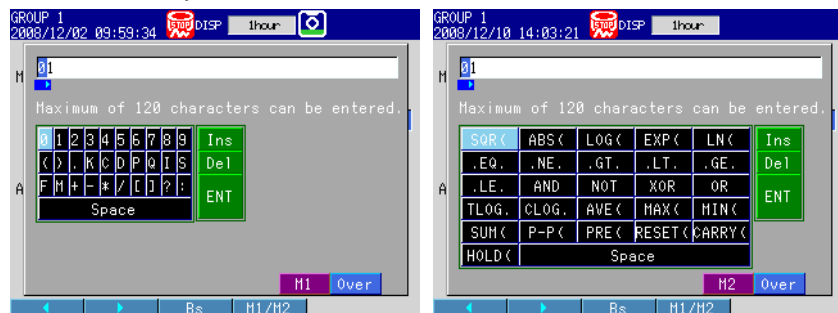 GROUP 1
2008/12/02 09:59:34 STOP DISP 1hour
M
01
Maximum of 120 characters can be entered.
0 1 2 3 4 5 6 7 8 9 Ins
( ) . K C D P Q I S Del
A
F M + - * / [ ] ? : ENT
Space
M1 Over
Bs M1/M2
GROUP 1
2008/12/10 14:03:21 STOP DISP 1hour
M
01
Maximum of 120 characters can be entered.
SQR( ABS( LOG( EXP( LN( Ins
.EQ. .NE. .GT. .LT. .GE. Del
A
.LE. AND NOT XOR OR ENT
TLOG. CLOG. AVE( MAX( MIN(
SUM( P-P( PRE( RESET( CARRY(
HOLD( Space
M2 Over
Bs M1/M2